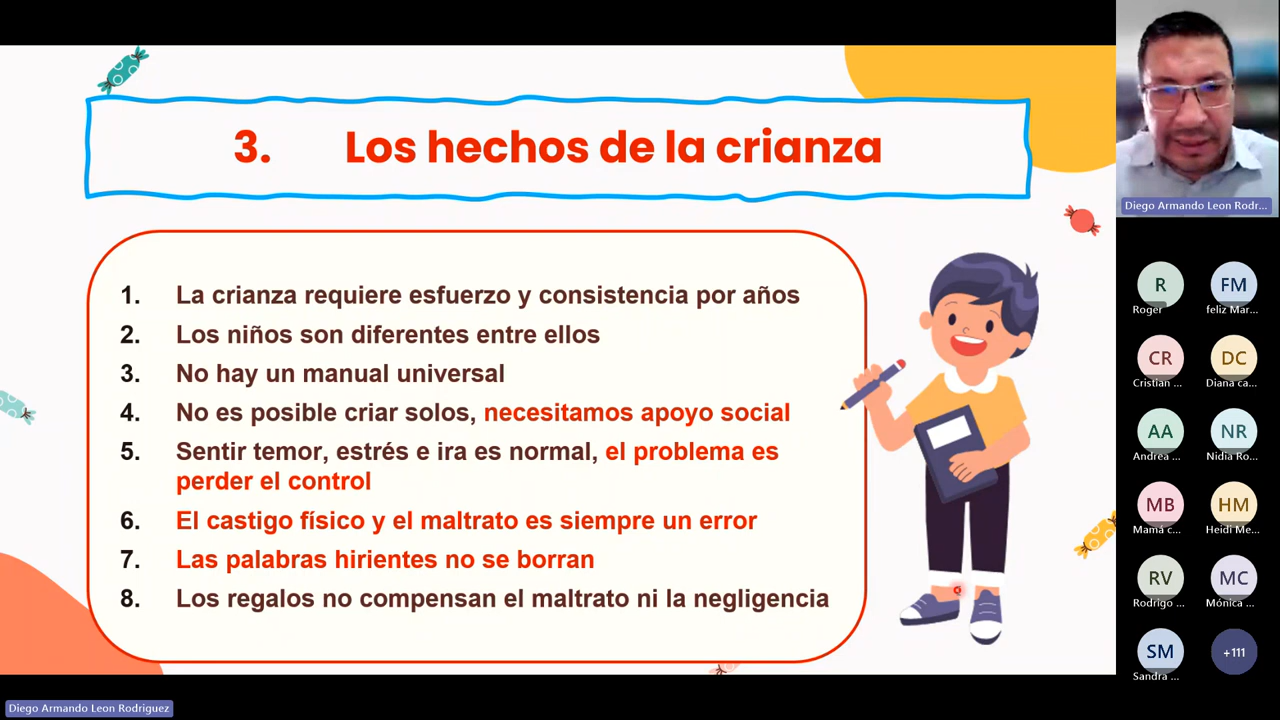 3. Los hechos de la crianza
1. La crianza requiere esfuerzo y consistencia por años
2. Los niños son diferentes entre ellos
3. No hay un manual universal
4. No es posible criar solos, necesitamos apoyo social
5. Sentir temor, estrés e ira es normal, el problema es
perder el control
6. El castigo físico y el maltrato es siempre un error
7. Las palabras hirientes no se borran
8. Los regalos no compensan el maltrato ni la negligencia
Diego Armando Leon Rodr...
R
FM
Roger
feliz Mar...
CR
DC
Cristian ...
Diana ca...
AA
NR
Andrea ...
Nidia Ro...
MB
HM
Mamá c...
Heidi Me...
RV
MC
Rodrigo ...
Mónica ...
SM
+111
Sandra ...
Diego Armando Leon Rodriguez